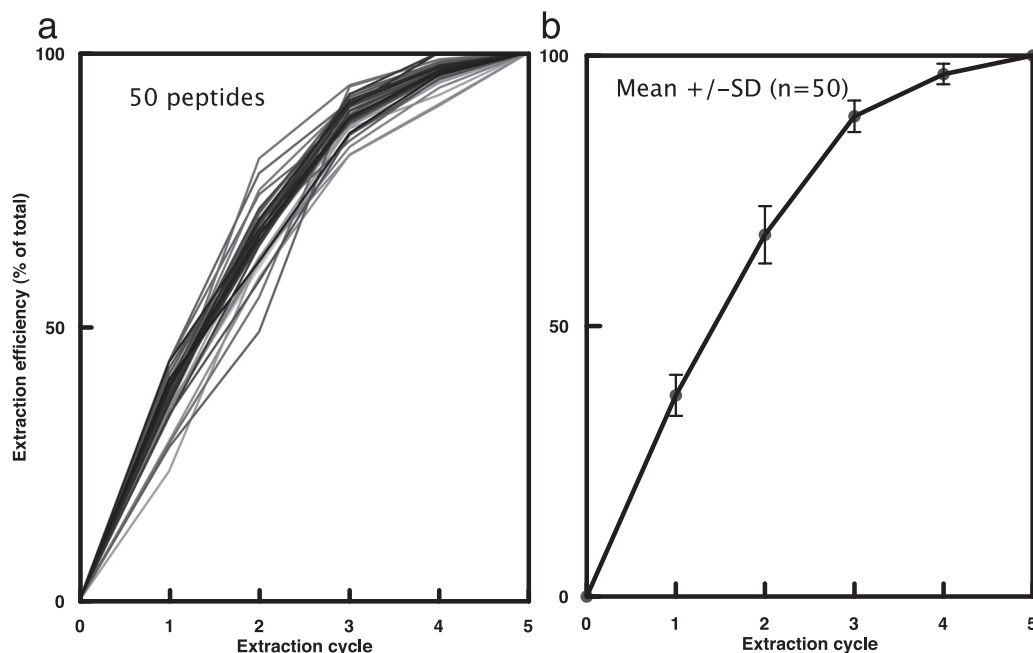 a
100
50 peptides
50
0
0 1 2 3 4 5
Extraction cycle
Extraction efficiency (% of total)
b
100
Mean +/-SD (n=50)
50
0
0 1 2 3 4 5
Extraction cycle